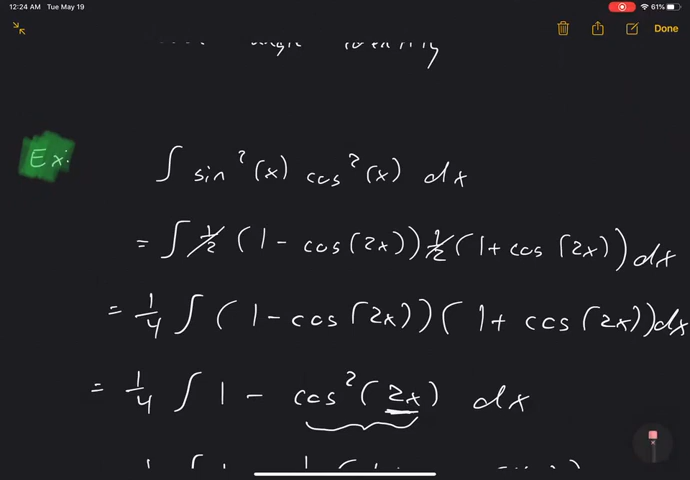 12:24 AM Tue May 19
61%
Done
angle identity
Ex:
∫ sin²(x) cos²(x) dx
= ∫ 1/2 (1 - cos(2x)) 1/2 (1 + cos(2x)) dx
= 1/4 ∫ (1 - cos(2x)) (1 + cos(2x)) dx
= 1/4 ∫ 1 - cos²(2x) dx